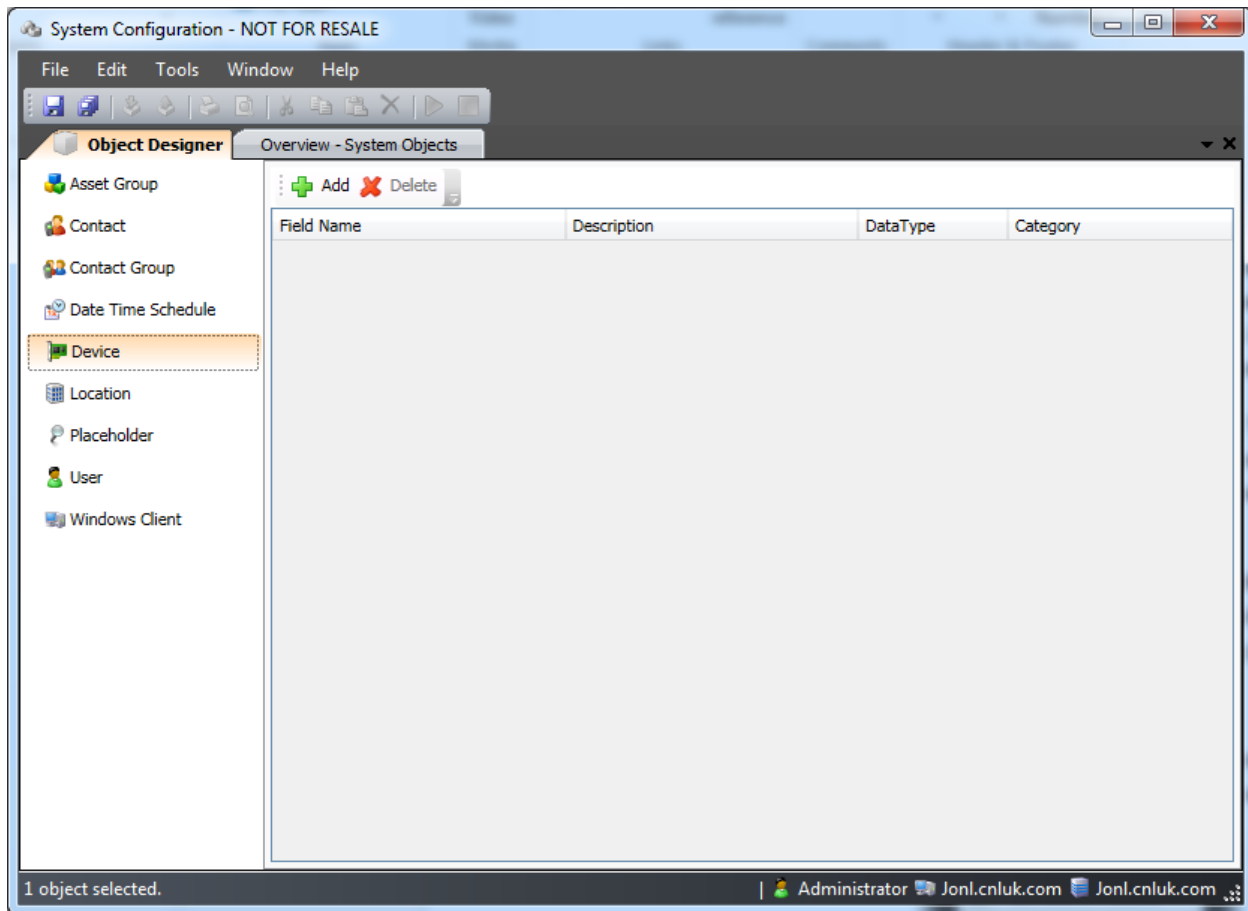 System Configuration - NOT FOR RESALE
File Edit Tools Window Help
Object Designer Overview - System Objects
Asset Group
Contact
Contact Group
Date Time Schedule
Device
Location
Placeholder
User
Windows Client
Add Delete
Field Name Description DataType Category
1 object selected. | Administrator Jonl.cnluk.com Jonl.cnluk.com